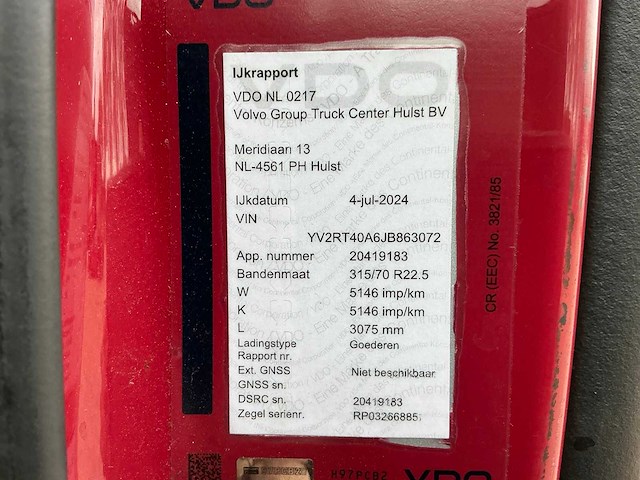 VDO
IJkrapport
VDO NL 0217
Volvo Group Truck Center Hulst BV
Meridiaan 13
NL-4561 PH Hulst
IJkdatum 4-jul-2024
VIN
YV2RT40A6JB863072
App. nummer 20419183
Bandenmaat 315/70 R22.5
W 5146 imp/km
K 5146 imp/km
L 3075 mm
Ladingstype Goederen
Rapport nr.
Ext. GNSS Niet beschikbaar
GNSS sn.
DSRC sn. 20419183
Zegel serienr. RP03266885
CR (EEC) No. 3821/85
VDO